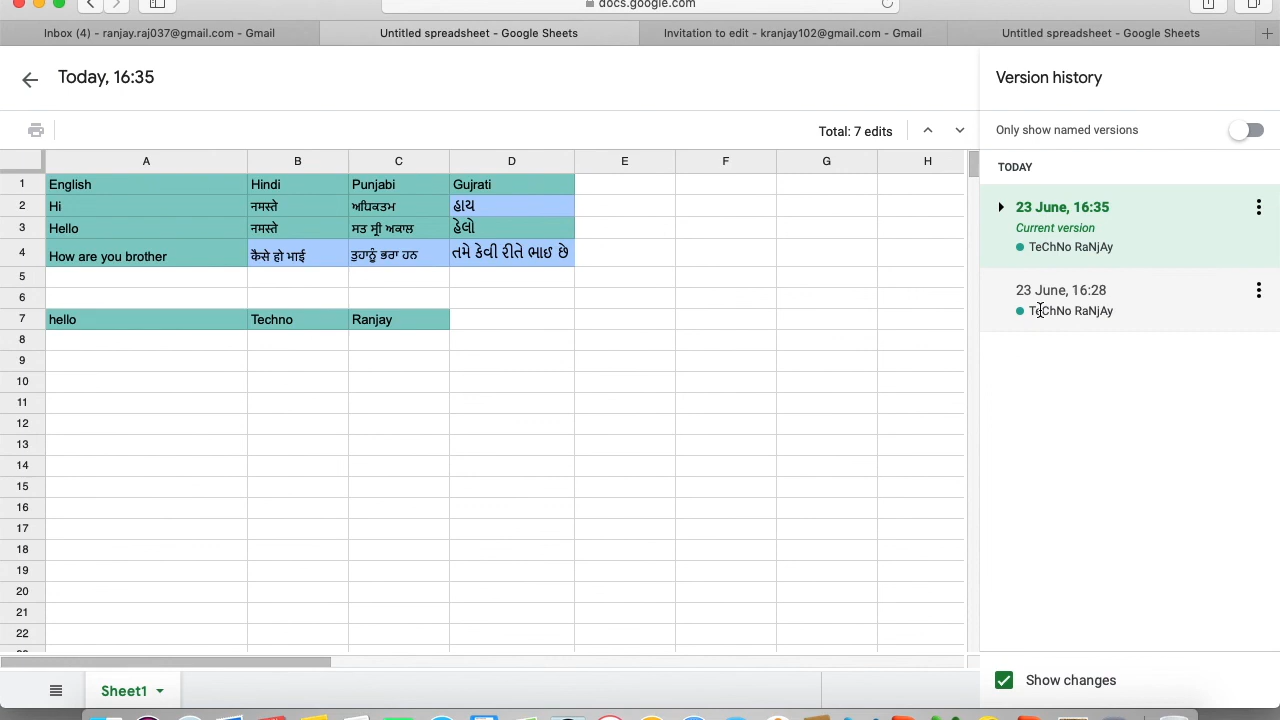 docs.google.com
Inbox (4) - ranjay.raj037@gmail.com - Gmail
Untitled spreadsheet - Google Sheets
Invitation to edit - kranjay102@gmail.com - Gmail
Untitled spreadsheet - Google Sheets
Today, 16:35
Version history
Total: 7 edits
Only show named versions
TODAY
A B C D E F G H
1 English Hindi Punjabi Gujrati
2 Hi नमस्ते ਅਧਿਕਤਮ હાય
3 Hello नमस्ते ਸਤ ਸ੍ਰੀ ਅਕਾਲ હેલો
4 How are you brother कैसे हो भाई ਤੁਹਾਨੂੰ ਭਰਾ ਹਨ તમે કેવી રીતે ભાઈ છે
5
6
7 hello Techno Ranjay
8
9
10
11
12
13
14
15
16
17
18
19
20
21
22
23 June, 16:35
Current version
TeChNo RaNjAy
23 June, 16:28
TeChNo RaNjAy
Sheet1
Show changes